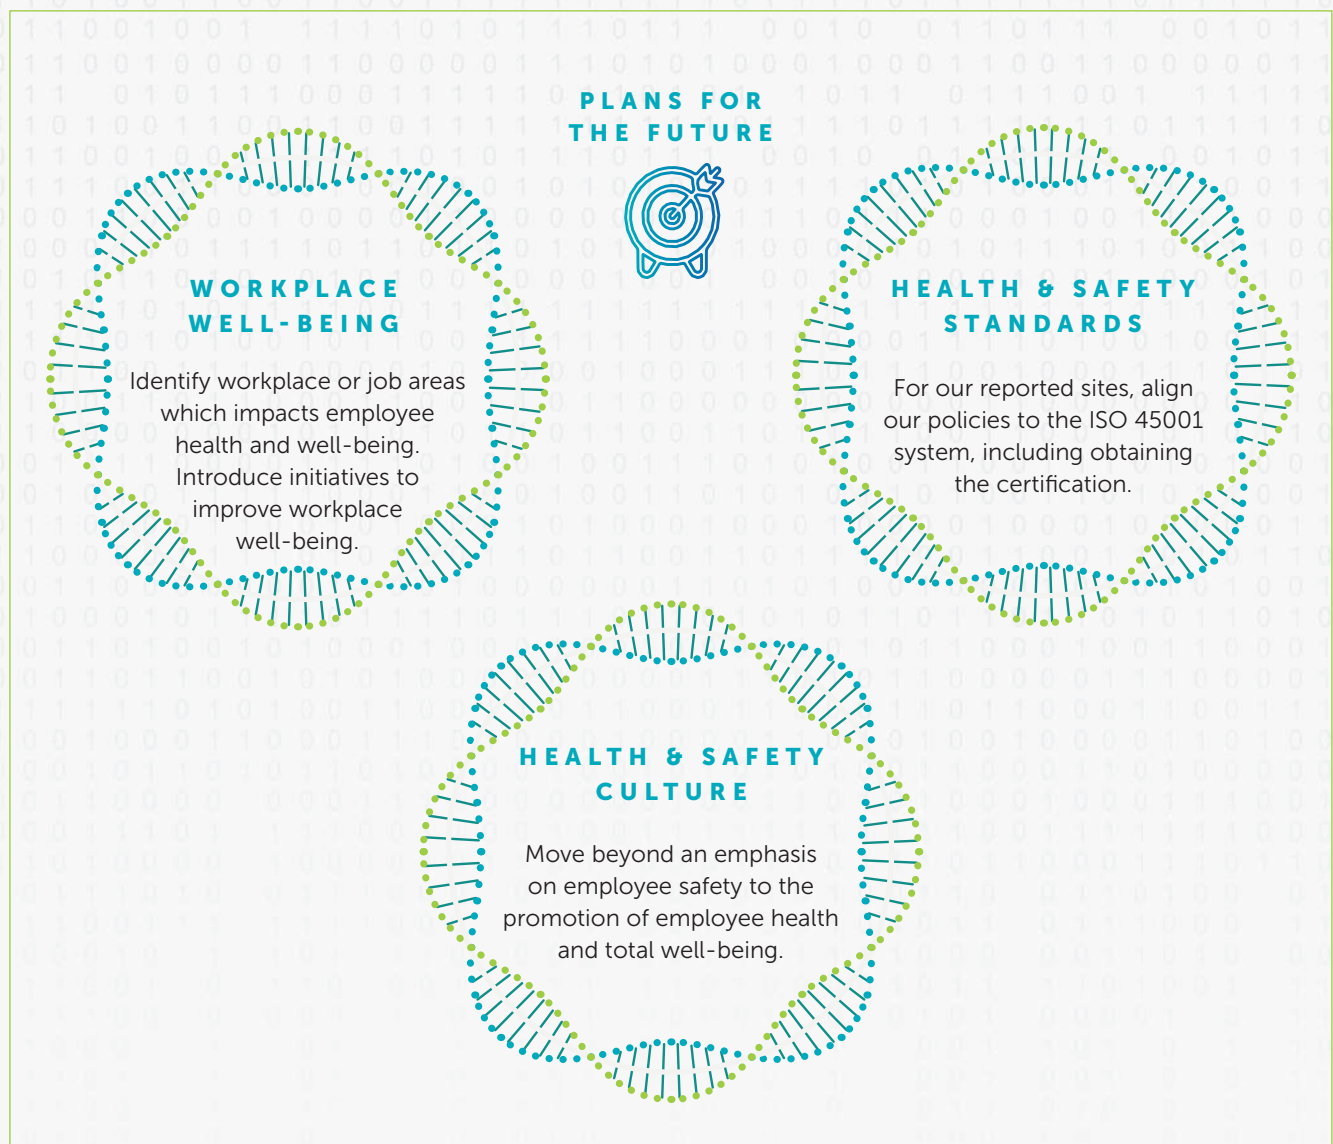 PLANS FOR
THE FUTURE
WORKPLACE
WELL-BEING
Identify workplace or job areas
which impacts employee
health and well-being.
Introduce initiatives to
improve workplace
well-being.
HEALTH & SAFETY
STANDARDS
For our reported sites, align
our policies to the ISO 45001
system, including obtaining
the certification.
HEALTH & SAFETY
CULTURE
Move beyond an emphasis
on employee safety to the
promotion of employee health
and total well-being.